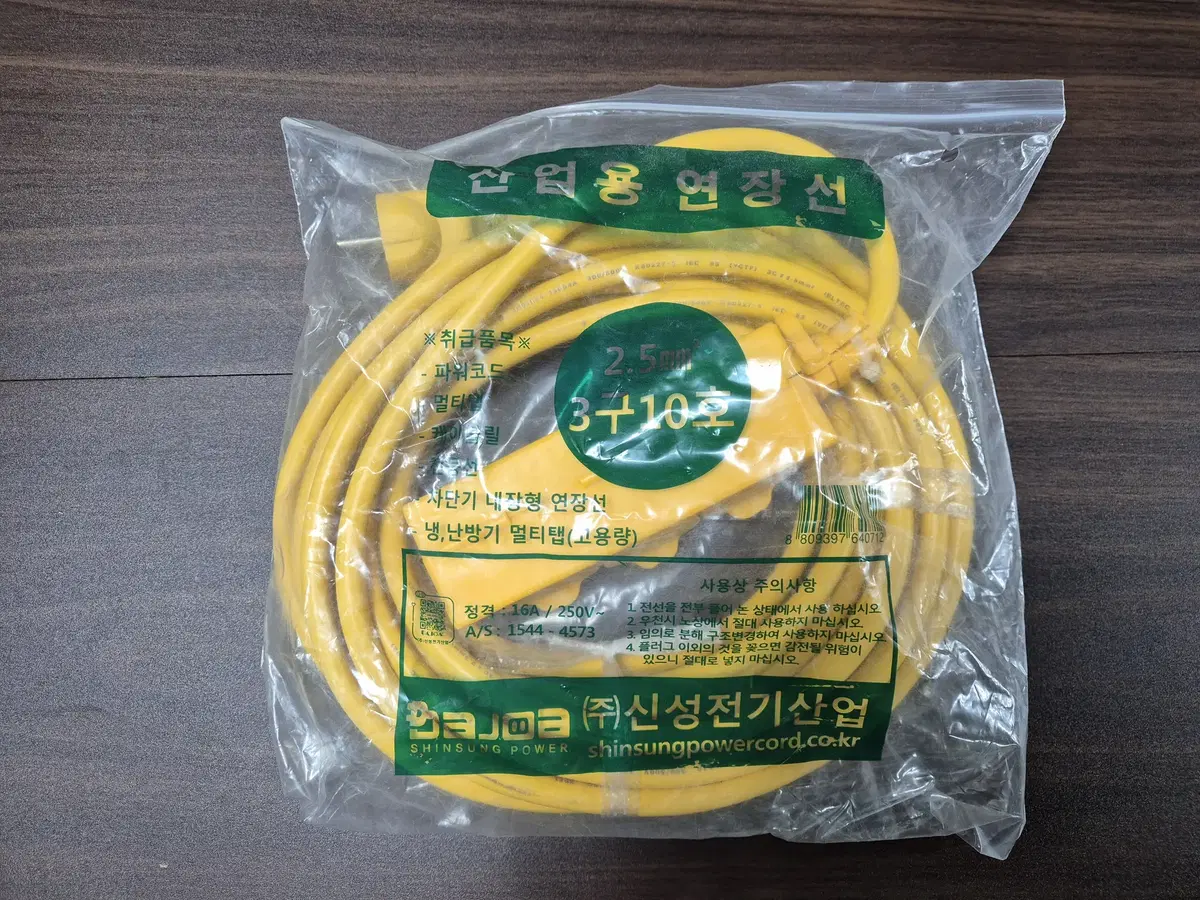 산업용 연장선
※취급품목※
- 파워코드
멀티탭
- 케이블릴
- 차단기 내장형 연장선
- 냉,난방기 멀티탭(고용량)
2.5mm²
3구10호
8 809397 640712
정격 : 16A / 250V~
A/S : 1544 - 4573
사용상 주의사항
1. 전선을 전부 풀어 논 상태에서 사용 하십시오
2. 우천시 노상에서 절대 사용하지 마십시오.
3. 임의로 분해 구조변경하여 사용하지 마십시오
4. 플러그 이외의 것을 꽂으면 감전될 위험이
있으니 절대로 넣지 마십시오.
DAJOA
SHINSUNG POWER
㈜신성전기산업
shinsungpowercord.co.kr